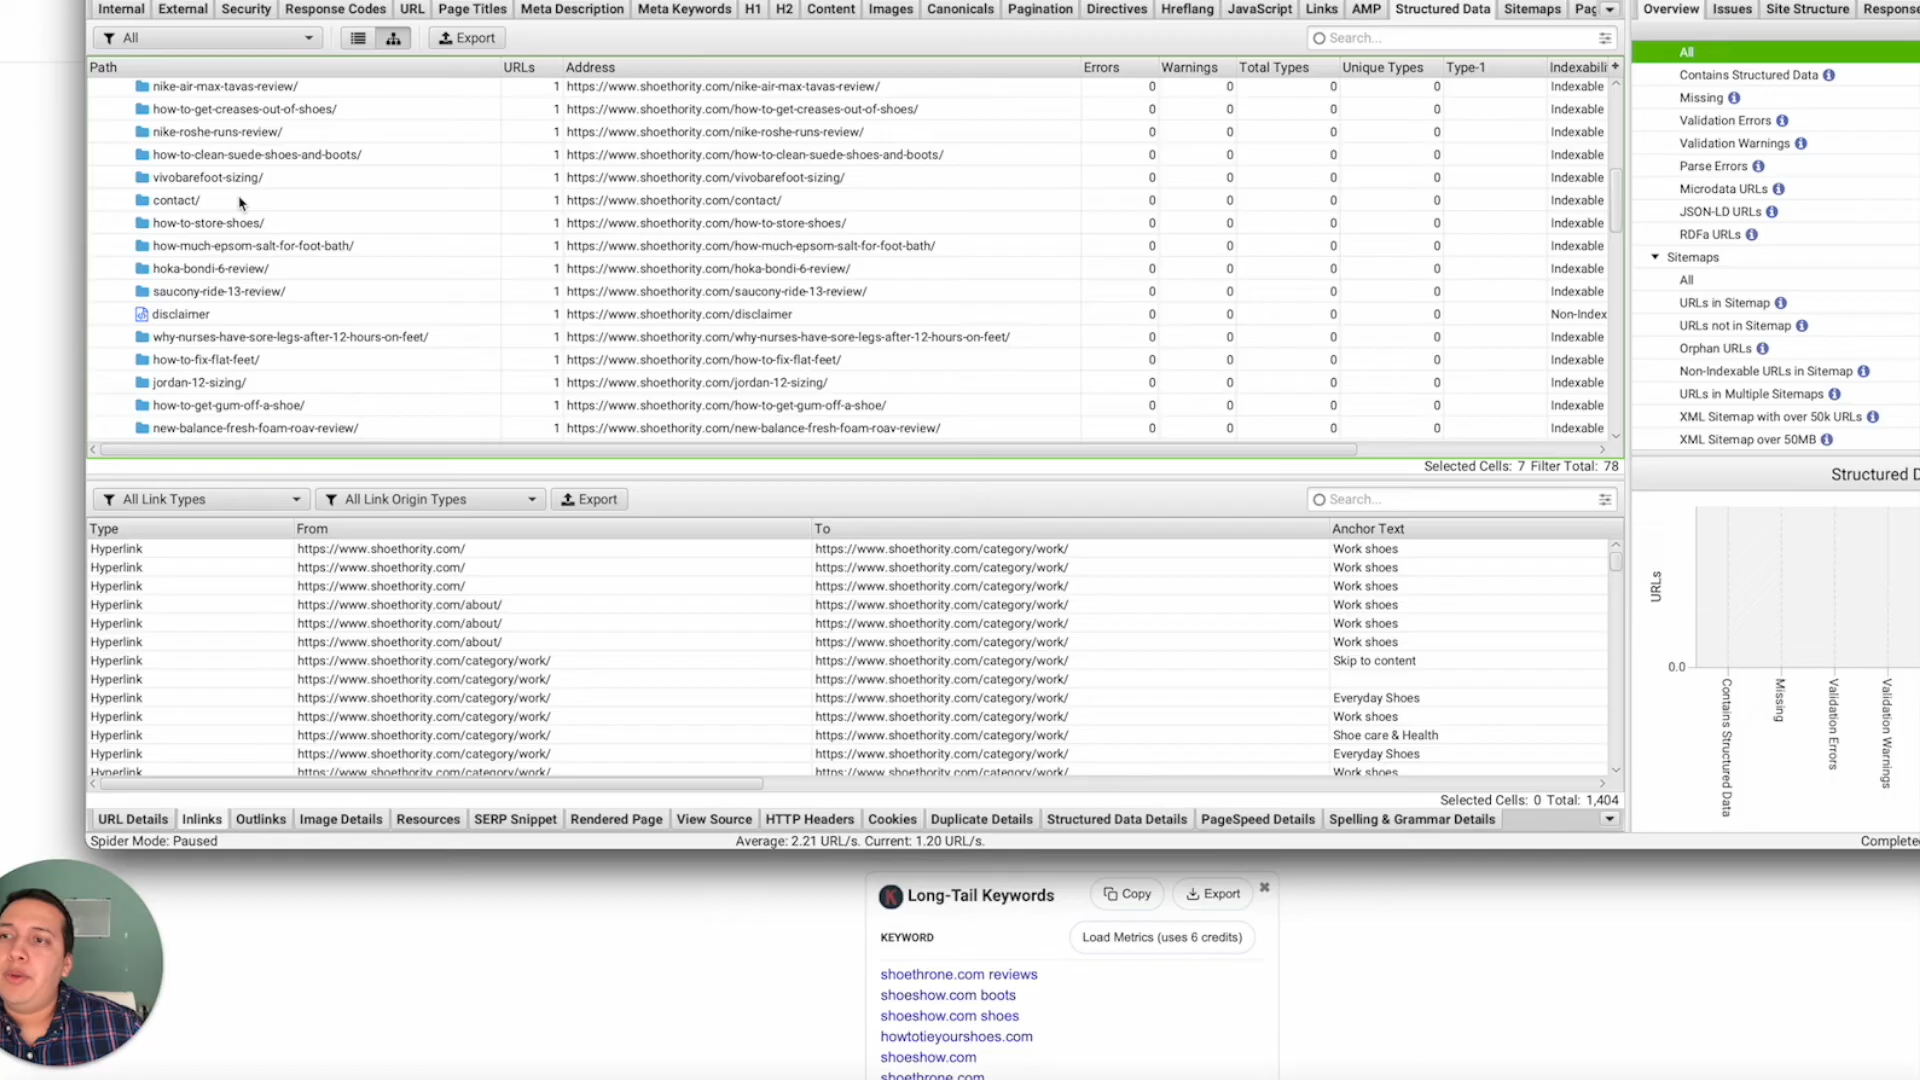 Internal External Security Response Codes URL Page Titles Meta Description Meta Keywords H1 H2 Content Images Canonicals Pagination Directives Hreflang JavaScript Links AMP Structured Data Sitemaps Pag
Overview Issues Site Structure Response
All Export Search...
Path URLs Address Errors Warnings Total Types Unique Types Type-1 Indexabili
nike-air-max-tavas-review/ 1 https://www.shoethority.com/nike-air-max-tavas-review/ 0 0 0 0 Indexable
how-to-get-creases-out-of-shoes/ 1 https://www.shoethority.com/how-to-get-creases-out-of-shoes/ 0 0 0 0 Indexable
nike-roshe-runs-review/ 1 https://www.shoethority.com/nike-roshe-runs-review/ 0 0 0 0 Indexable
how-to-clean-suede-shoes-and-boots/ 1 https://www.shoethority.com/how-to-clean-suede-shoes-and-boots/ 0 0 0 0 Indexable
vivobarefoot-sizing/ 1 https://www.shoethority.com/vivobarefoot-sizing/ 0 0 0 0 Indexable
contact/ 1 https://www.shoethority.com/contact/ 0 0 0 0 Indexable
how-to-store-shoes/ 1 https://www.shoethority.com/how-to-store-shoes/ 0 0 0 0 Indexable
how-much-epsom-salt-for-foot-bath/ 1 https://www.shoethority.com/how-much-epsom-salt-for-foot-bath/ 0 0 0 0 Indexable
hoka-bondi-6-review/ 1 https://www.shoethority.com/hoka-bondi-6-review/ 0 0 0 0 Indexable
saucony-ride-13-review/ 1 https://www.shoethority.com/saucony-ride-13-review/ 0 0 0 0 Indexable
disclaimer 1 https://www.shoethority.com/disclaimer 0 0 0 0 Non-Index
why-nurses-have-sore-legs-after-12-hours-on-feet/ 1 https://www.shoethority.com/why-nurses-have-sore-legs-after-12-hours-on-feet/ 0 0 0 0 Indexable
how-to-fix-flat-feet/ 1 https://www.shoethority.com/how-to-fix-flat-feet/ 0 0 0 0 Indexable
jordan-12-sizing/ 1 https://www.shoethority.com/jordan-12-sizing/ 0 0 0 0 Indexable
how-to-get-gum-off-a-shoe/ 1 https://www.shoethority.com/how-to-get-gum-off-a-shoe/ 0 0 0 0 Indexable
new-balance-fresh-foam-roav-review/ 1 https://www.shoethority.com/new-balance-fresh-foam-roav-review/ 0 0 0 0 Indexable
Selected Cells: 7 Filter Total: 78
All
Contains Structured Data
Missing
Validation Errors
Validation Warnings
Parse Errors
Microdata URLs
JSON-LD URLs
RDFa URLs
Sitemaps
All
URLs in Sitemap
URLs not in Sitemap
Orphan URLs
Non-Indexable URLs in Sitemap
URLs in Multiple Sitemaps
XML Sitemap with over 50k URLs
XML Sitemap over 50MB
Structured D
URLs
0.0
Contains Structured Data
Missing
Validation Errors
Validation Warnings
All Link Types All Link Origin Types Export Search...
Type From To Anchor Text
Hyperlink https://www.shoethority.com/ https://www.shoethority.com/category/work/ Work shoes
Hyperlink https://www.shoethority.com/ https://www.shoethority.com/category/work/ Work shoes
Hyperlink https://www.shoethority.com/ https://www.shoethority.com/category/work/ Work shoes
Hyperlink https://www.shoethority.com/about/ https://www.shoethority.com/category/work/ Work shoes
Hyperlink https://www.shoethority.com/about/ https://www.shoethority.com/category/work/ Work shoes
Hyperlink https://www.shoethority.com/about/ https://www.shoethority.com/category/work/ Work shoes
Hyperlink https://www.shoethority.com/category/work/ https://www.shoethority.com/category/work/ Skip to content
Hyperlink https://www.shoethority.com/category/work/ https://www.shoethority.com/category/work/
Hyperlink https://www.shoethority.com/category/work/ https://www.shoethority.com/category/work/ Everyday Shoes
Hyperlink https://www.shoethority.com/category/work/ https://www.shoethority.com/category/work/ Work shoes
Hyperlink https://www.shoethority.com/category/work/ https://www.shoethority.com/category/work/ Shoe care & Health
Hyperlink https://www.shoethority.com/category/work/ https://www.shoethority.com/category/work/ Everyday Shoes
Hyperlink https://www.shoethority.com/category/work/ https://www.shoethority.com/category/work/ Work shoes
Selected Cells: 0 Total: 1,404
URL Details Inlinks Outlinks Image Details Resources SERP Snippet Rendered Page View Source HTTP Headers Cookies Duplicate Details Structured Data Details PageSpeed Details Spelling & Grammar Details
Spider Mode: Paused Average: 2.21 URL/s. Current: 1.20 URL/s. Completed
Long-Tail Keywords Copy Export
KEYWORD Load Metrics (uses 6 credits)
shoethrone.com reviews
shoeshow.com boots
shoeshow.com shoes
howtotieyourshoes.com
shoeshow.com
shoethrone.com